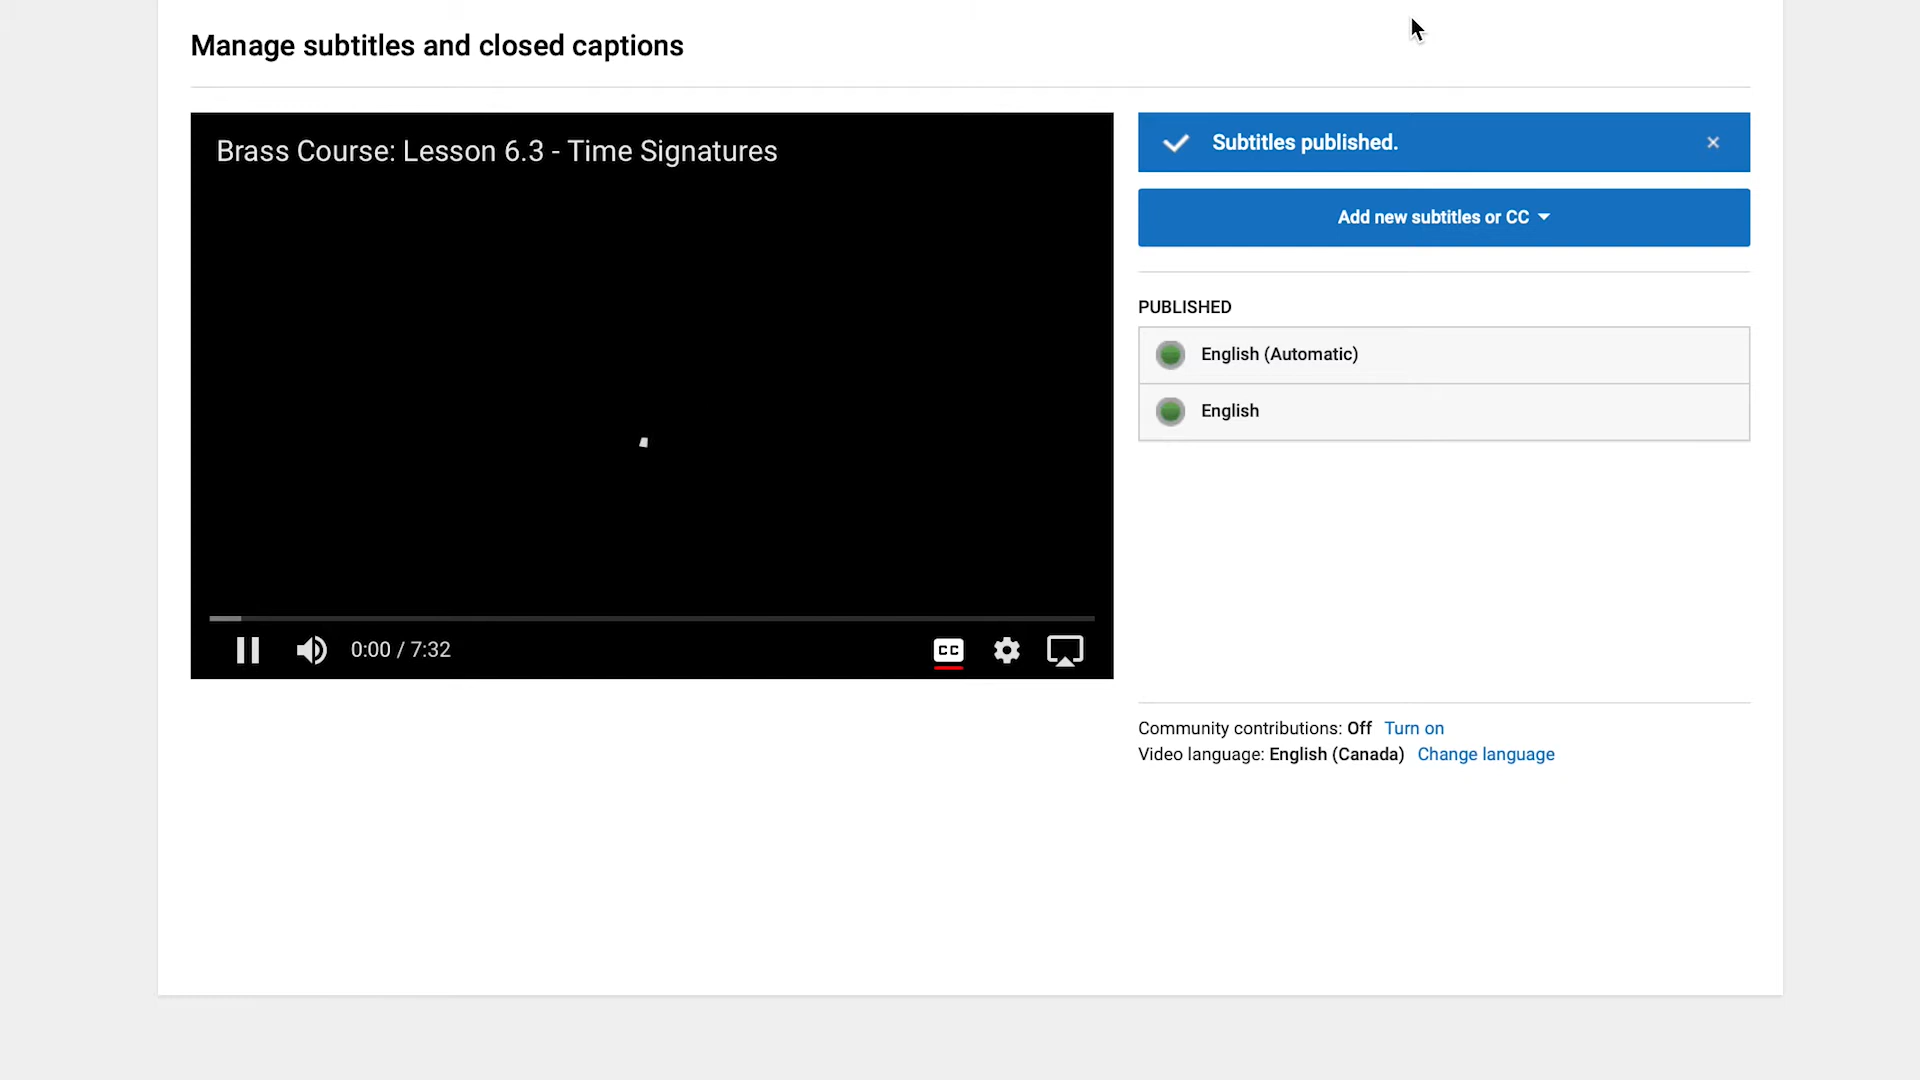 Manage subtitles and closed captions
Brass Course: Lesson 6.3 - Time Signatures
0:00 / 7:32
CC
Subtitles published.
Add new subtitles or CC
PUBLISHED
English (Automatic)
English
Community contributions: Off Turn on
Video language: English (Canada) Change language